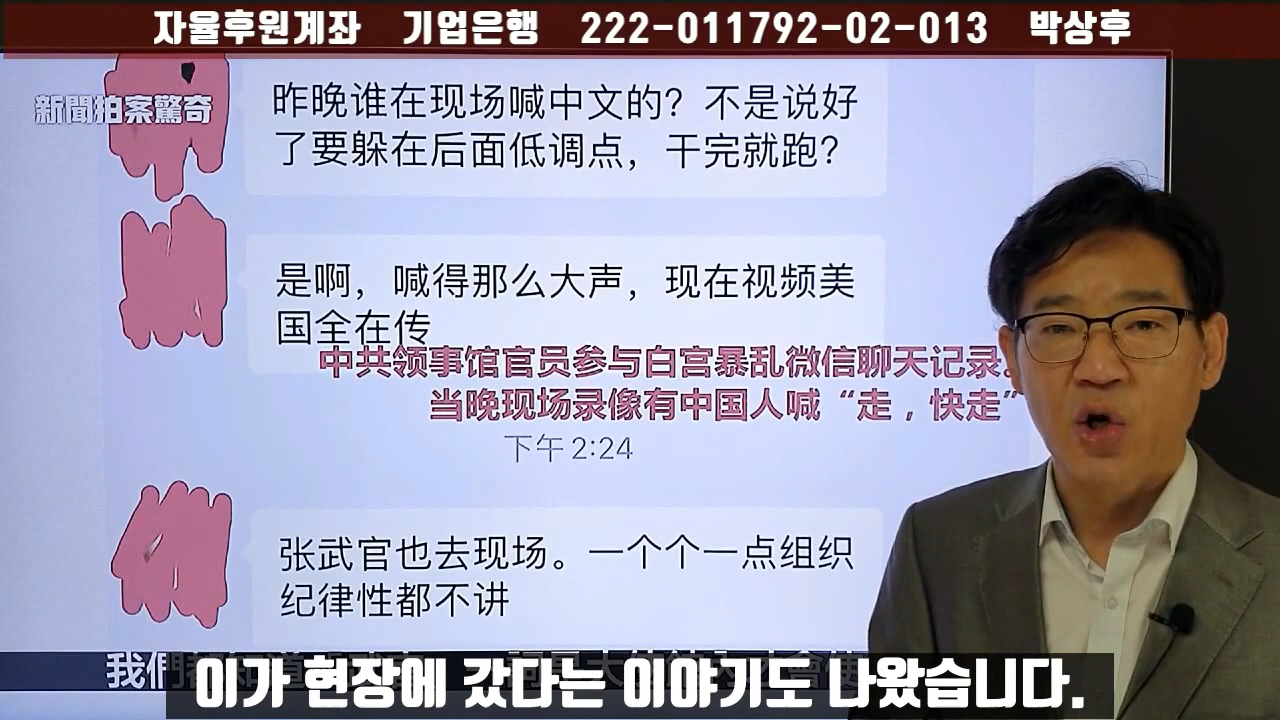 자율후원계좌 기업은행 222-011792-02-013 박상후
新聞拍案驚奇
昨晚谁在现场喊中文的？不是说好
了要躲在后面低调点，干完就跑？
是啊，喊得那么大声，现在视频美
国全在传
中共领事馆官员参与白宫暴乱微信聊天记录。
当晚现场录像有中国人喊“走，快走”
下午 2:24
张武官也去现场。一个个一点组织
纪律性都不讲
我們
이가 현장에 갔다는 이야기도 나왔습니다.